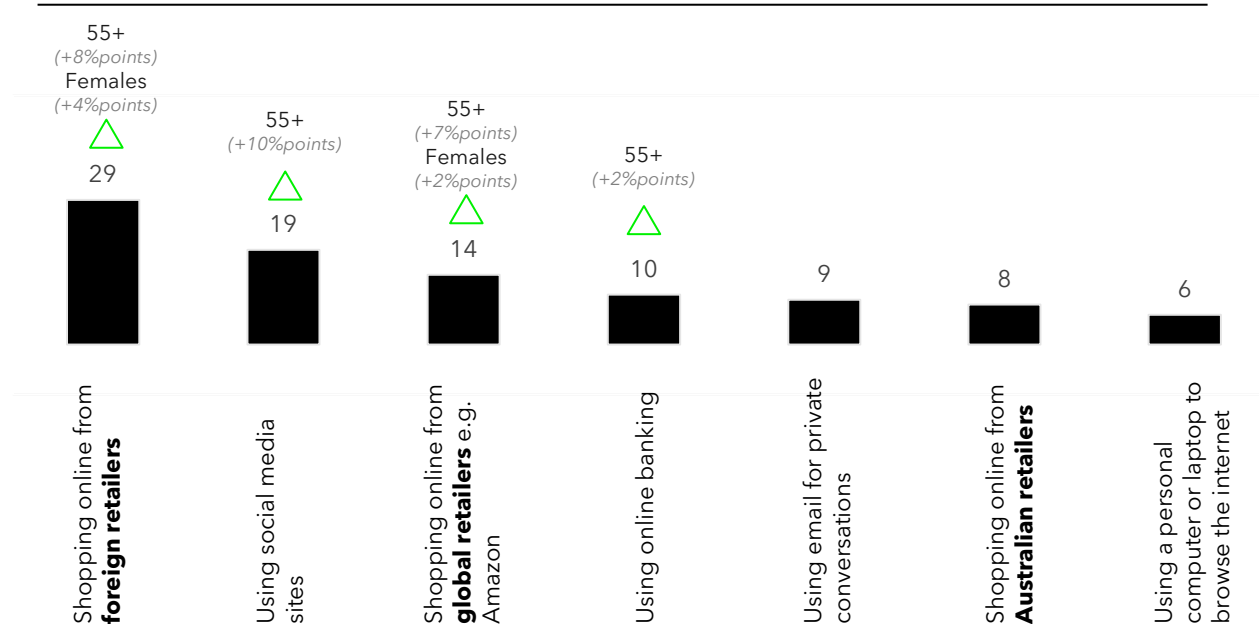 55+
(+8%points)
Females
(+4%points)
29
55+
(+10%points)
19
55+
(+7%points)
Females
(+2%points)
14
55+
(+2%points)
10
9
8
6
Shopping online from
foreign retailers
Using social media
sites
Shopping online from
global retailers e.g.
Amazon
Using online banking
Using email for private
conversations
Shopping online from
Australian retailers
Using a personal
computer or laptop to
browse the internet